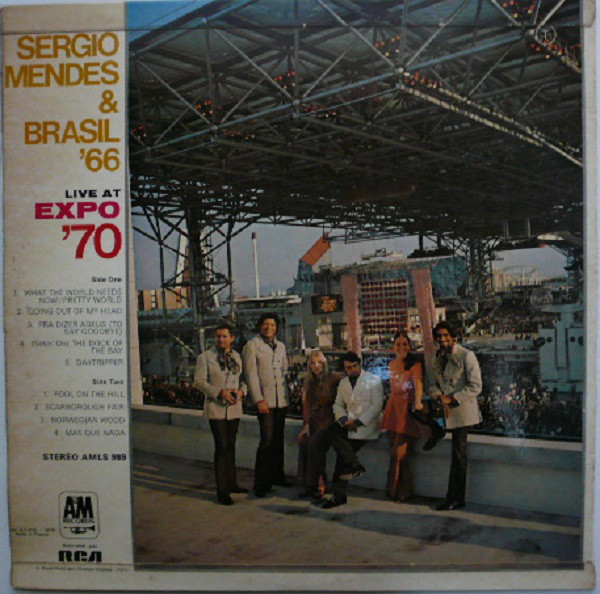 SERGIO
MENDES
&
BRASIL
'66
LIVE AT
EXPO
'70
Side One
1. WHAT THE WORLD NEEDS
NOW/PRETTY WORLD
2. GOING OUT OF MY HEAD
3. PRA DIZER ADEUS (TO
SAY GOODBYE)
4. (Sittin' On) THE DOCK OF
THE BAY
5. DAYTRIPPER
Side Two
1. FOOL ON THE HILL
2. SCARBOROUGH FAIR
3. NORWEGIAN WOOD
4. MAS QUE NADA
STEREO AMLS 989
AM
RECORDS
RCA